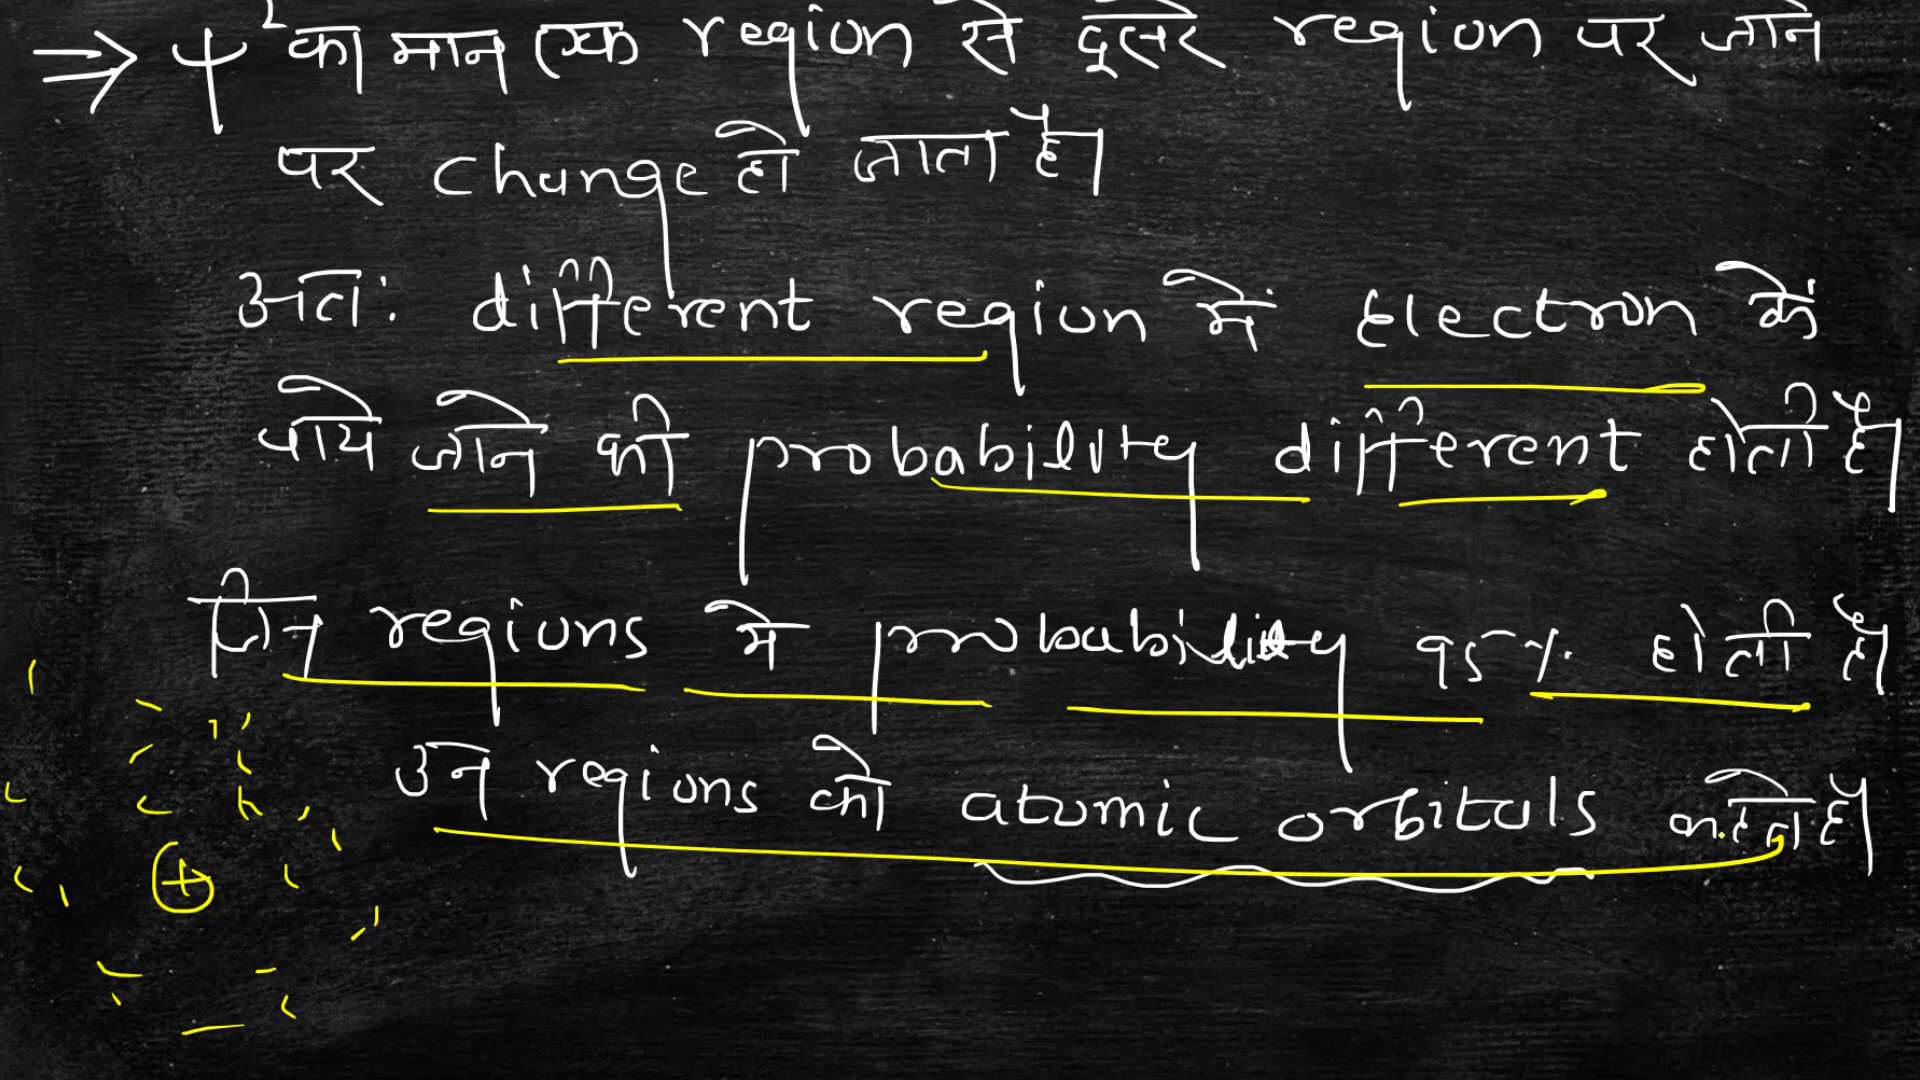 ⇒ ψ² का मान एक region से दूसरे region पर जाने
पर change हो जाता है।
अतः different region में electron के
पाये जाने की probability different होती है।
जिन regions मे probability 95% होती है
उन regions को atomic orbitals कहते है।
+